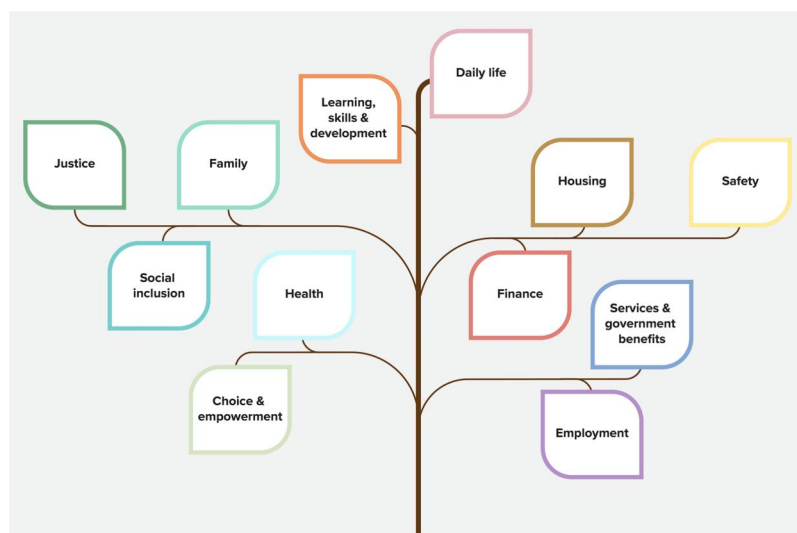 Daily life
Learning,
skills &
development
Justice
Family
Housing
Safety
Social
inclusion
Health
Finance
Services &
government
benefits
Choice &
empowerment
Employment